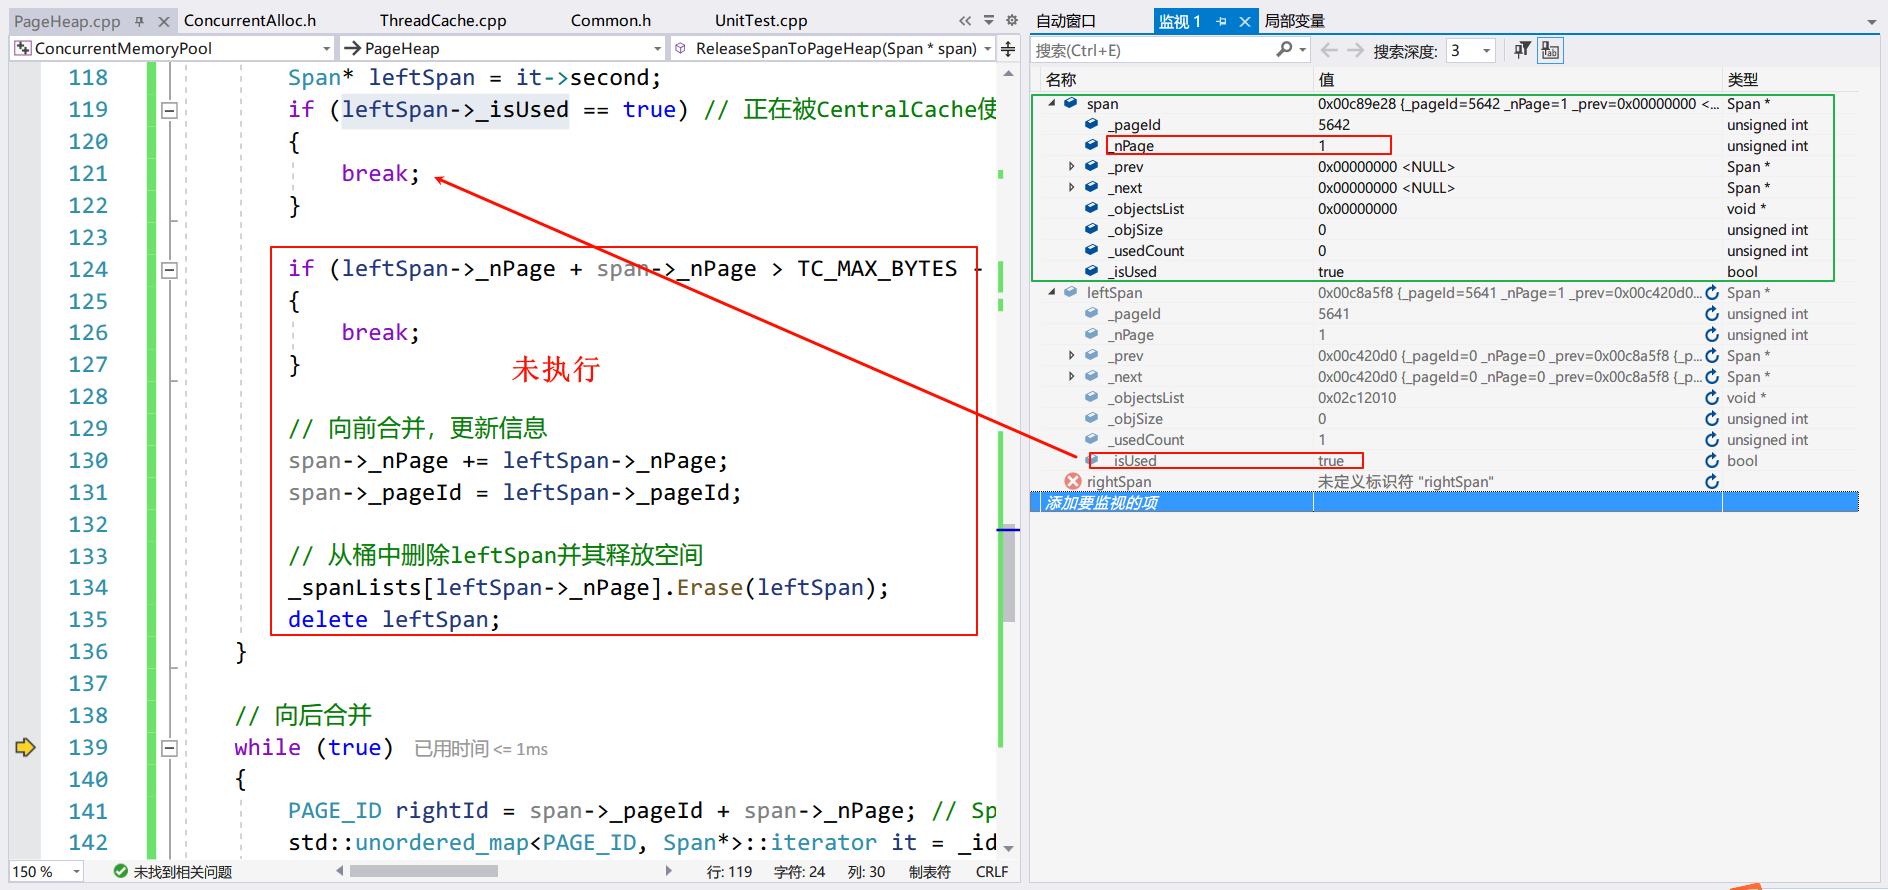 PageHeap.cpp ConcurrentAlloc.h ThreadCache.cpp Common.h UnitTest.cpp
ConcurrentMemoryPool PageHeap ReleaseSpanToPageHeap(Span * span)
118 Span* leftSpan = it->second;
119 if (leftSpan->_isUsed == true) // 正在被CentralCache使
120 {
121 break;
122 }
123
124 if (leftSpan->_nPage + span->_nPage > TC_MAX_BYTES -
125 {
126 break;
127 }
未执行
128
129 // 向前合并，更新信息
130 span->_nPage += leftSpan->_nPage;
131 span->_pageId = leftSpan->_pageId;
132
133 // 从桶中删除leftSpan并其释放空间
134 _spanLists[leftSpan->_nPage].Erase(leftSpan);
135 delete leftSpan;
136 }
137
138 // 向后合并
139 while (true) 已用时间 <= 1ms
140 {
141 PAGE_ID rightId = span->_pageId + span->_nPage; // Sp
142 std::unordered_map<PAGE_ID, Span*>::iterator it = _id
150 % 未找到相关问题 行: 119 字符: 24 列: 30 制表符 CRLF
自动窗口 监视 1 局部变量
搜索(Ctrl+E) 搜索深度: 3
名称 值 类型
span 0x00c89e28 {_pageId=5642 _nPage=1 _prev=0x00000000 <... Span *
_pageId 5642 unsigned int
_nPage 1 unsigned int
_prev 0x00000000 <NULL> Span *
_next 0x00000000 <NULL> Span *
_objectsList 0x00000000 void *
_objSize 0 unsigned int
_usedCount 0 unsigned int
_isUsed true bool
leftSpan 0x00c8a5f8 {_pageId=5641 _nPage=1 _prev=0x00c420d0... Span *
_pageId 5641 unsigned int
_nPage 1 unsigned int
_prev 0x00c420d0 {_pageId=0 _nPage=0 _prev=0x00c8a5f8 {_p... Span *
_next 0x00c420d0 {_pageId=0 _nPage=0 _prev=0x00c8a5f8 {_p... Span *
_objectsList 0x02c12010 void *
_objSize 0 unsigned int
_usedCount 1 unsigned int
_isUsed true bool
rightSpan 未定义标识符 "rightSpan"
添加要监视的项